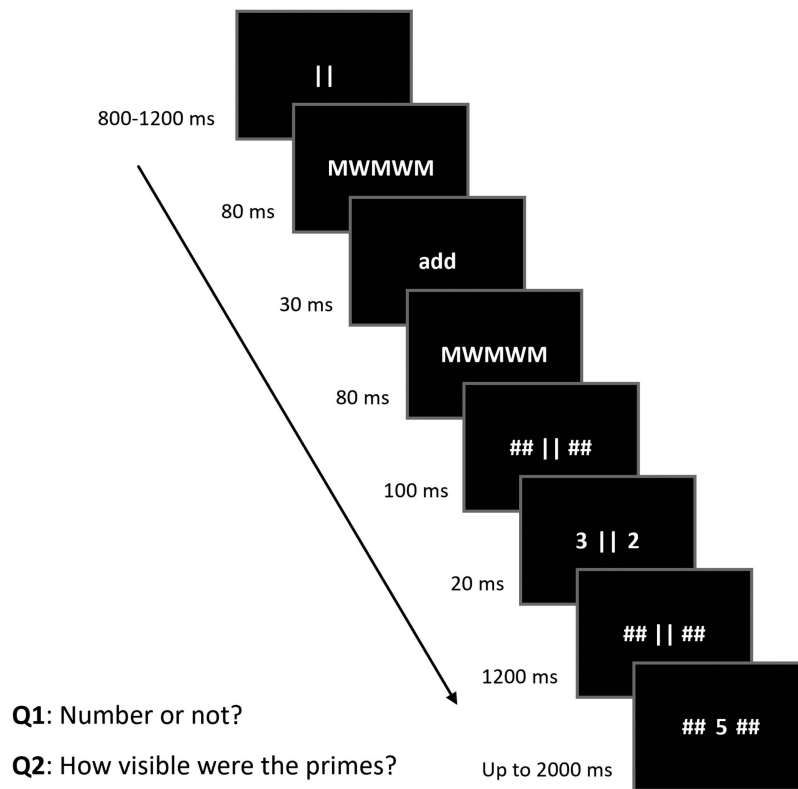 ||
800-1200 ms
MWMWM
80 ms
add
30 ms
MWMWM
80 ms
## || ##
100 ms
3 || 2
20 ms
## || ##
1200 ms
## 5 ##
Up to 2000 ms
Q1: Number or not?
Q2: How visible were the primes?